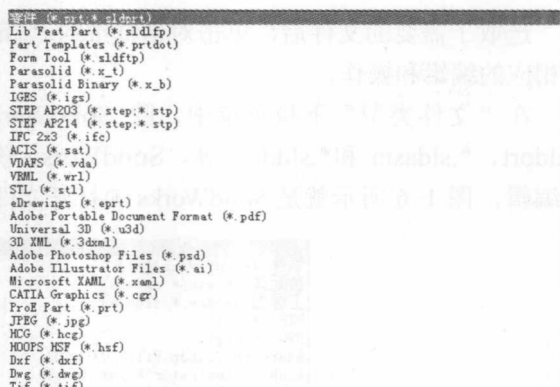 零件 (*.prt;*.sldprt)
Lib Feat Part (*.sldlfp)
Part Templates (*.prtdot)
Form Tool (*.sldftp)
Parasolid (*.x_t)
Parasolid Binary (*.x_b)
IGES (*.igs)
STEP AP203 (*.step;*.stp)
STEP AP214 (*.step;*.stp)
IFC 2x3 (*.ifc)
ACIS (*.sat)
VDAFS (*.vda)
VRML (*.wrl)
STL (*.stl)
eDrawings (*.eprt)
Adobe Portable Document Format (*.pdf)
Universal 3D (*.u3d)
3D XML (*.3dxml)
Adobe Photoshop Files (*.psd)
Adobe Illustrator Files (*.ai)
Microsoft XAML (*.xaml)
CATIA Graphics (*.cgr)
ProE Part (*.prt)
JPEG (*.jpg)
HCG (*.hcg)
HOOPS HSF (*.hsf)
Dxf (*.dxf)
Dwg (*.dwg)
Tif (*.tif)